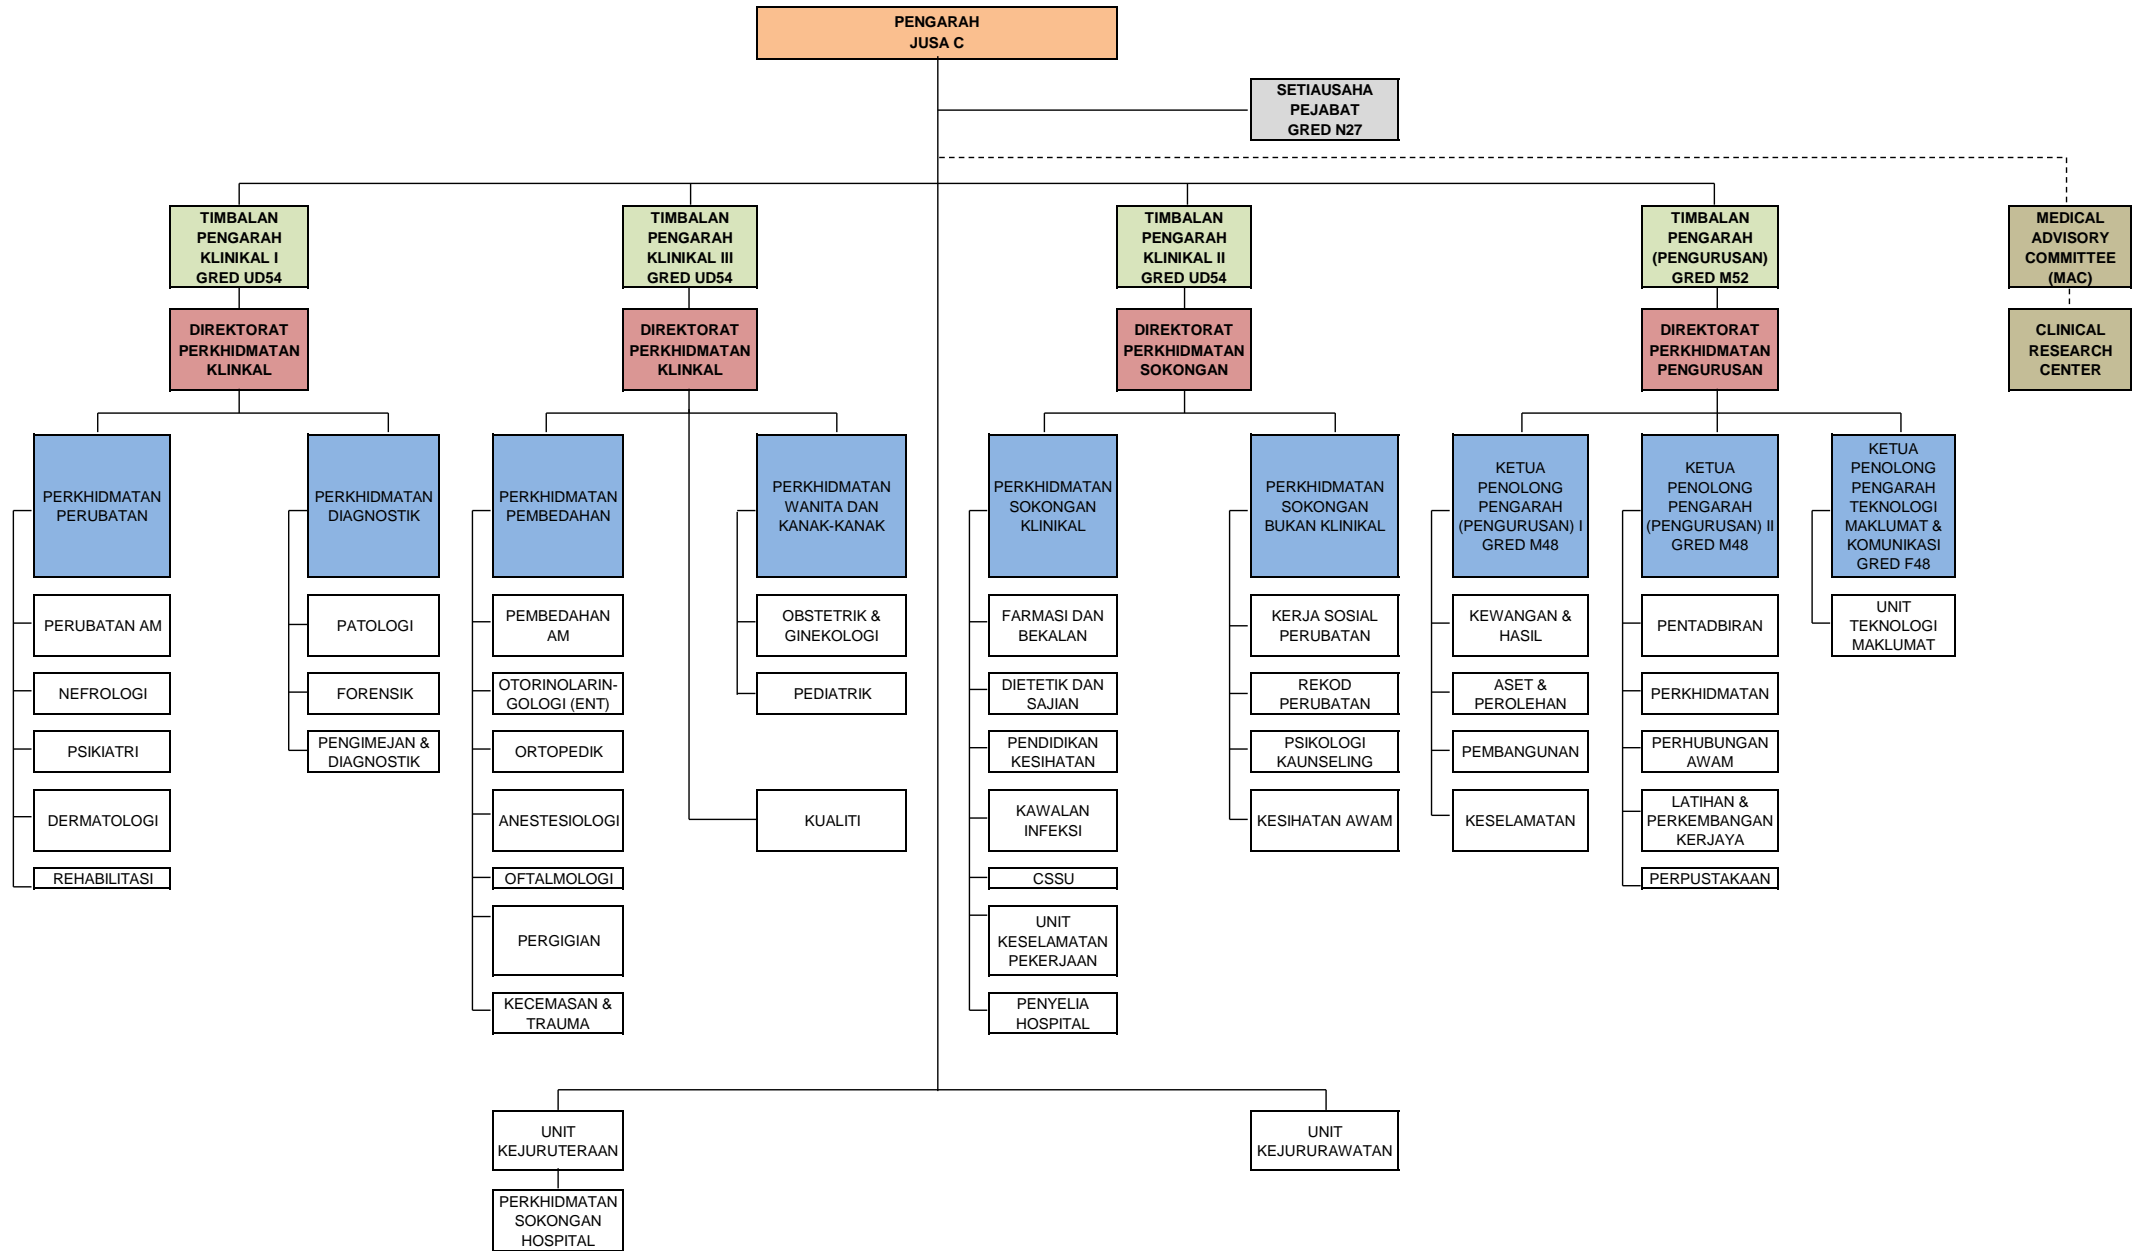 PENGARAH
JUSA C
SETIAUSAHA
PEJABAT
GRED N27
TIMBALAN
PENGARAH
KLINIKAL I
GRED UD54
TIMBALAN
PENGARAH
KLINIKAL III
GRED UD54
TIMBALAN
PENGARAH
KLINIKAL II
GRED UD54
TIMBALAN
PENGARAH
(PENGURUSAN)
GRED M52
MEDICAL
ADVISORY
COMMITTEE
(MAC)
DIREKTORAT
PERKHIDMATAN
KLINKAL
DIREKTORAT
PERKHIDMATAN
KLINKAL
DIREKTORAT
PERKHIDMATAN
SOKONGAN
DIREKTORAT
PERKHIDMATAN
PENGURUSAN
CLINICAL
RESEARCH
CENTER
PERKHIDMATAN
PERUBATAN
PERKHIDMATAN
DIAGNOSTIK
PERKHIDMATAN
PEMBEDAHAN
PERKHIDMATAN
WANITA DAN
KANAK-KANAK
PERKHIDMATAN
SOKONGAN
KLINIKAL
PERKHIDMATAN
SOKONGAN
BUKAN KLINIKAL
KETUA
PENOLONG
PENGARAH
(PENGURUSAN) I
GRED M48
KETUA
PENOLONG
PENGARAH
(PENGURUSAN) II
GRED M48
KETUA
PENOLONG
PENGARAH
TEKNOLOGI
MAKLUMAT &
KOMUNIKASI
GRED F48
PERUBATAN AM
PATOLOGI
PEMBEDAHAN
AM
OBSTETRIK &
GINEKOLOGI
FARMASI DAN
BEKALAN
KERJA SOSIAL
PERUBATAN
KEWANGAN &
HASIL
PENTADBIRAN
UNIT
TEKNOLOGI
MAKLUMAT
NEFROLOGI
FORENSIK
OTORINOLARIN-
GOLOGI (ENT)
PEDIATRIK
DIETETIK DAN
SAJIAN
REKOD
PERUBATAN
ASET &
PEROLEHAN
PERKHIDMATAN
PSIKIATRI
PENGIMEJAN &
DIAGNOSTIK
ORTOPEDIK
PENDIDIKAN
KESIHATAN
PSIKOLOGI
KAUNSELING
PEMBANGUNAN
PERHUBUNGAN
AWAM
DERMATOLOGI
ANESTESIOLOGI
KUALITI
KAWALAN
INFEKSI
KESIHATAN AWAM
KESELAMATAN
LATIHAN &
PERKEMBANGAN
KERJAYA
REHABILITASI
OFTALMOLOGI
CSSU
PERPUSTAKAAN
PERGIGIAN
UNIT
KESELAMATAN
PEKERJAAN
KECEMASAN &
TRAUMA
PENYELIA
HOSPITAL
UNIT
KEJURUTERAAN
UNIT
KEJURURAWATAN
PERKHIDMATAN
SOKONGAN
HOSPITAL